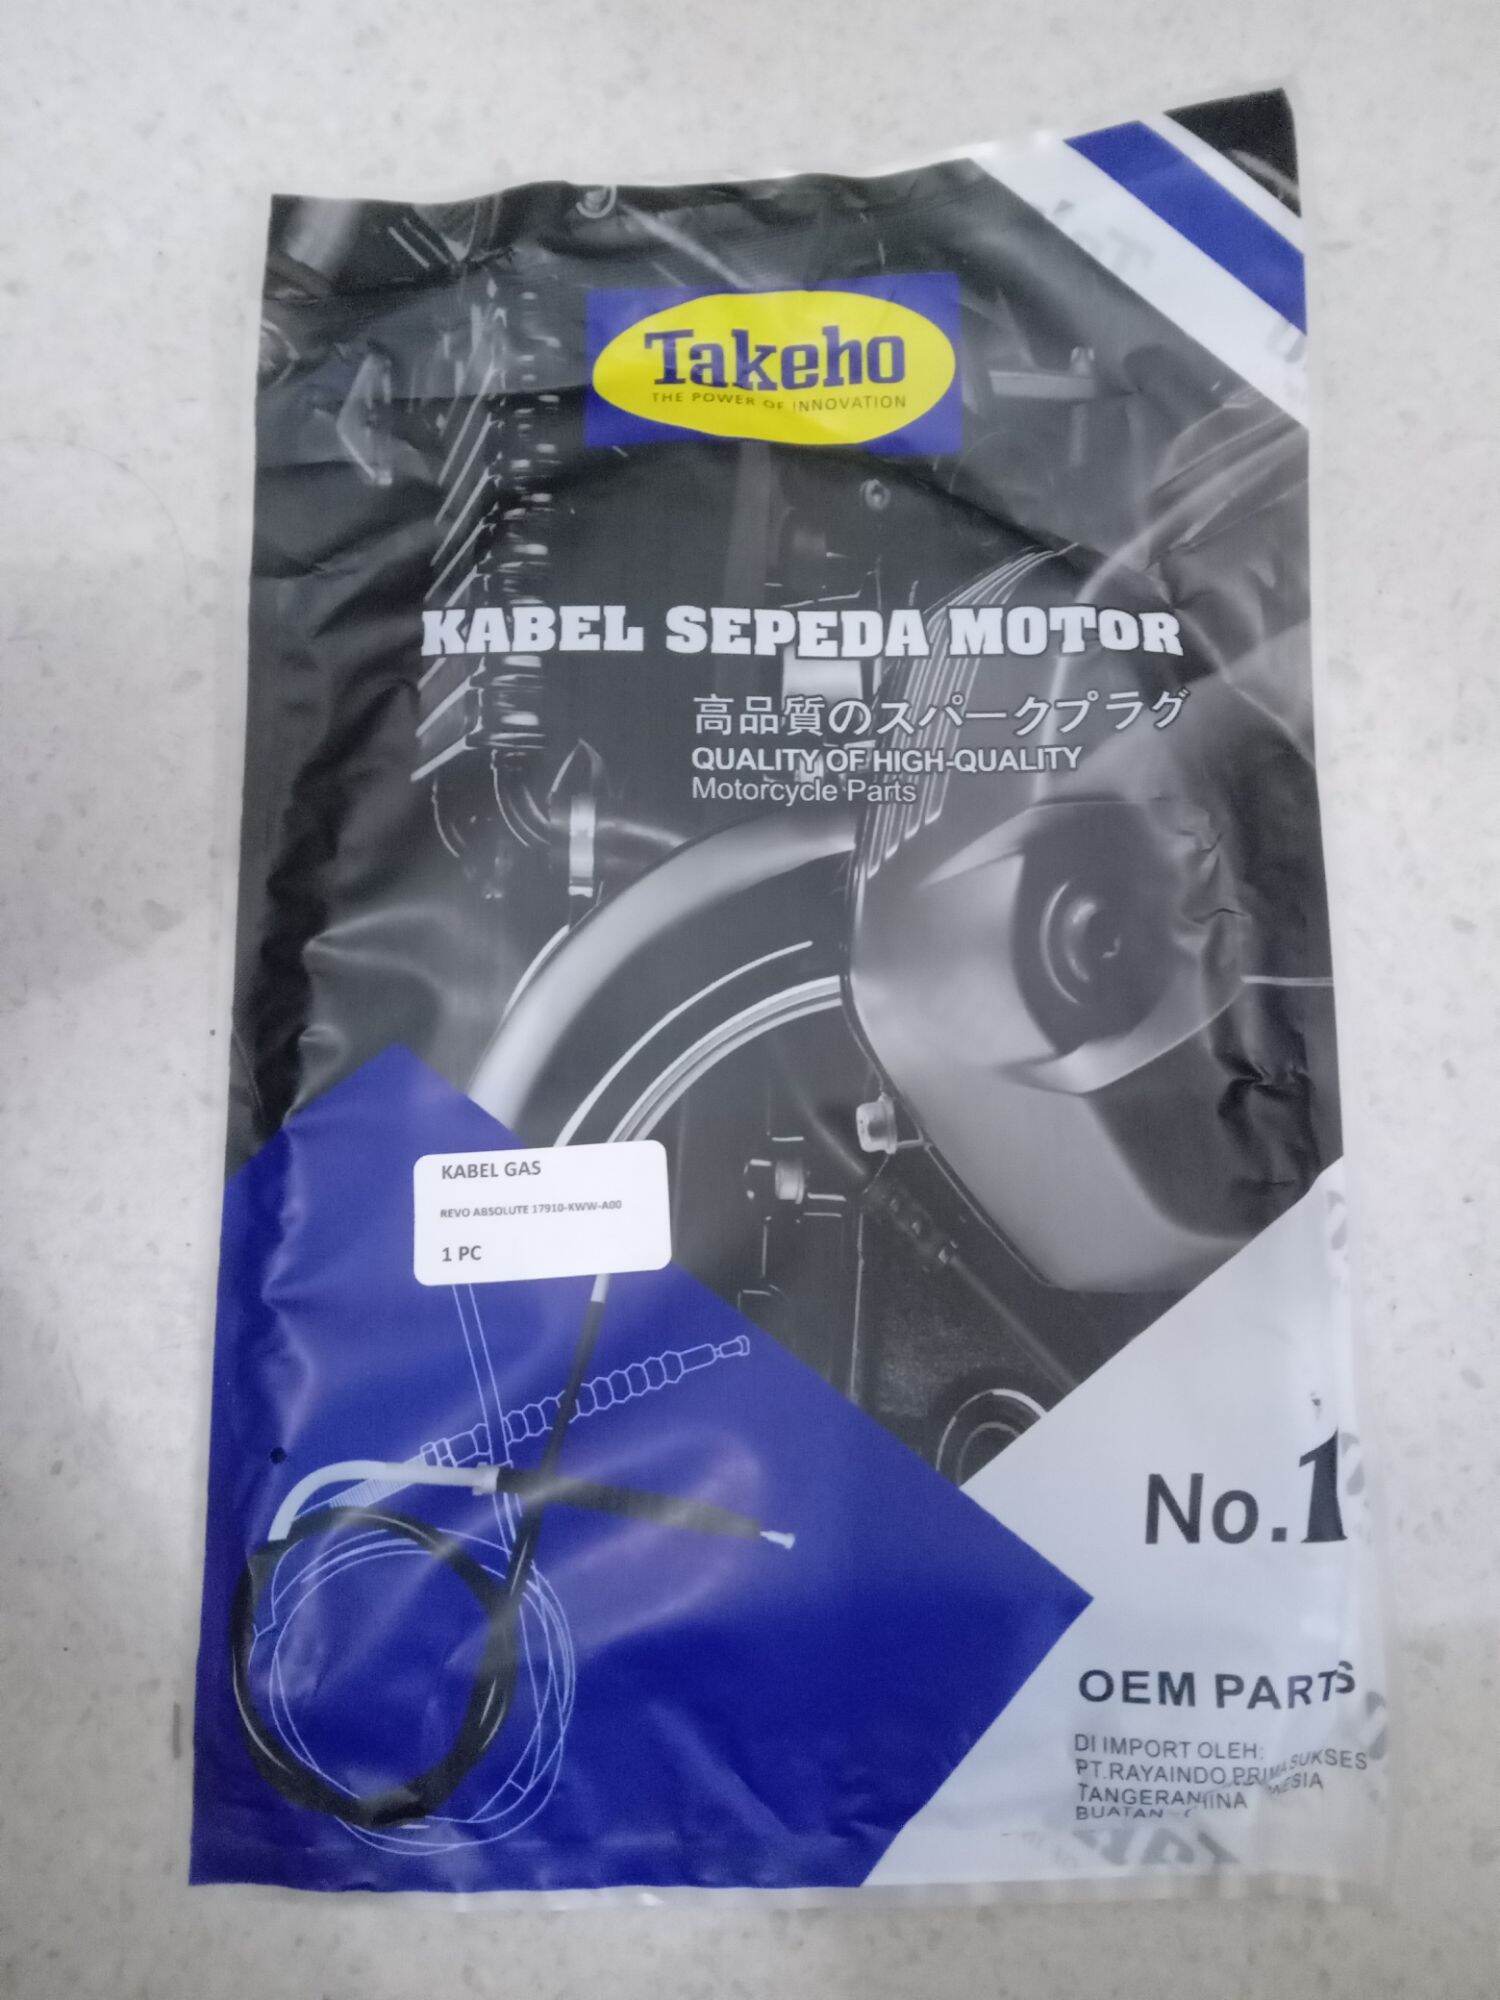 Takeho
THE POWER OF INNOVATION
KABEL SEPEDA MOTOR
高品質のスパークプラグ
QUALITY OF HIGH-QUALITY
Motorcycle Parts
KABEL GAS
REVO ABSOLUTE 17910-KWW-A00
1 PC
No.1
OEM PARTS
DI IMPORT OLEH:
PT.RAYAINDO PRIMA SUKSES
BUATAN